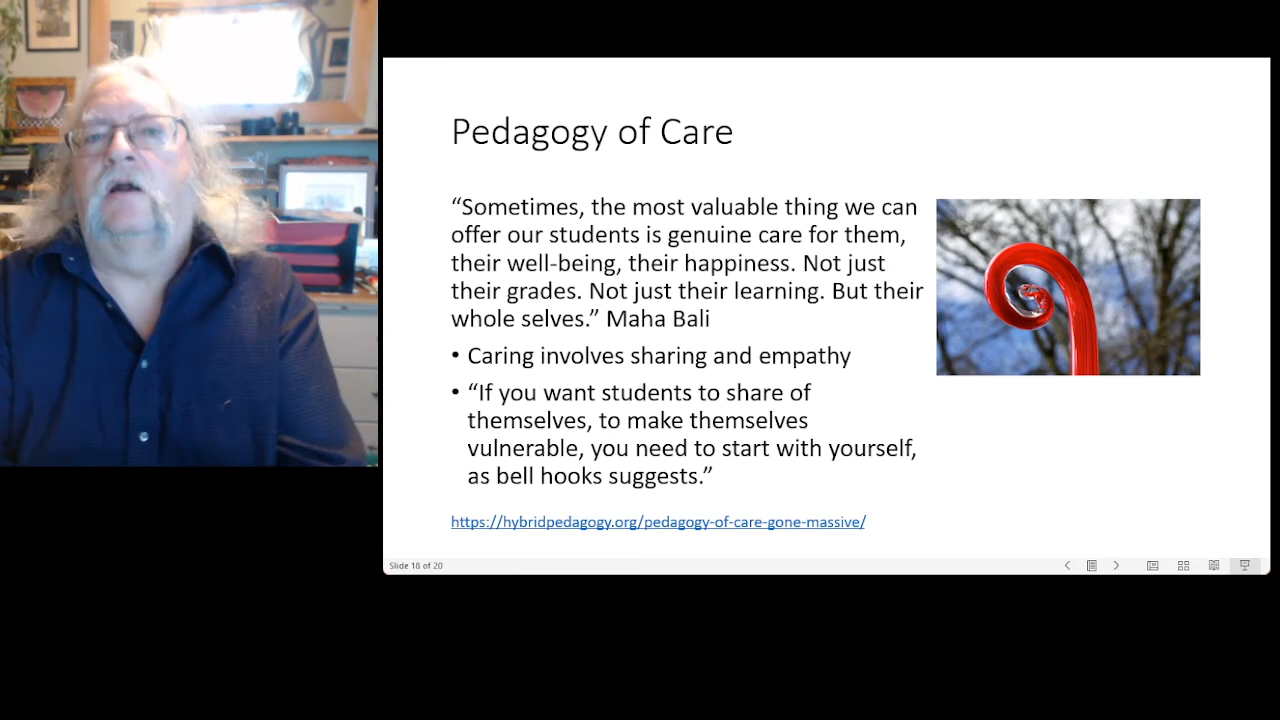 Pedagogy of Care
“Sometimes, the most valuable thing we can
offer our students is genuine care for them,
their well-being, their happiness. Not just
their grades. Not just their learning. But their
whole selves.” Maha Bali
• Caring involves sharing and empathy
• “If you want students to share of
themselves, to make themselves
vulnerable, you need to start with yourself,
as bell hooks suggests.”
https://hybridpedagogy.org/pedagogy-of-care-gone-massive/
Slide 18 of 20